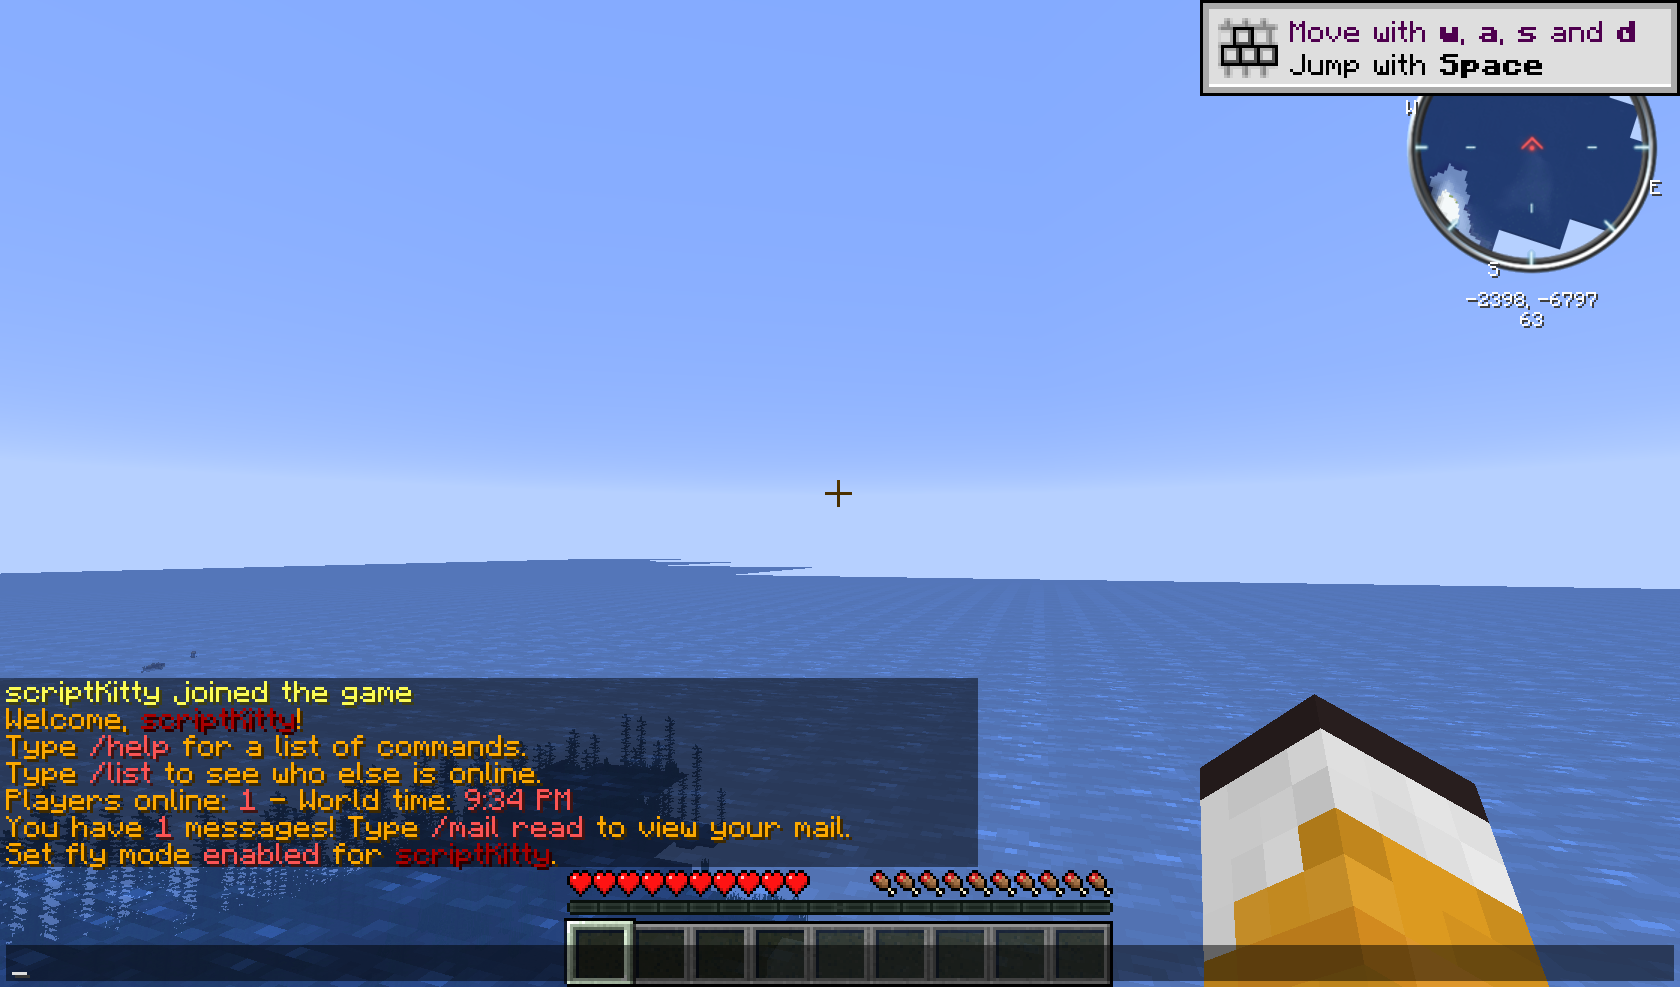 Move with w, a, s and d
Jump with Space
W
E
S
-2398, -6797
63
scriptKitty joined the game
Welcome, scriptKitty!
Type /help for a list of commands.
Type /list to see who else is online.
Players online: 1 - World time: 9:34 PM
You have 1 messages! Type /mail read to view your mail.
Set fly mode enabled for scriptKitty.
_